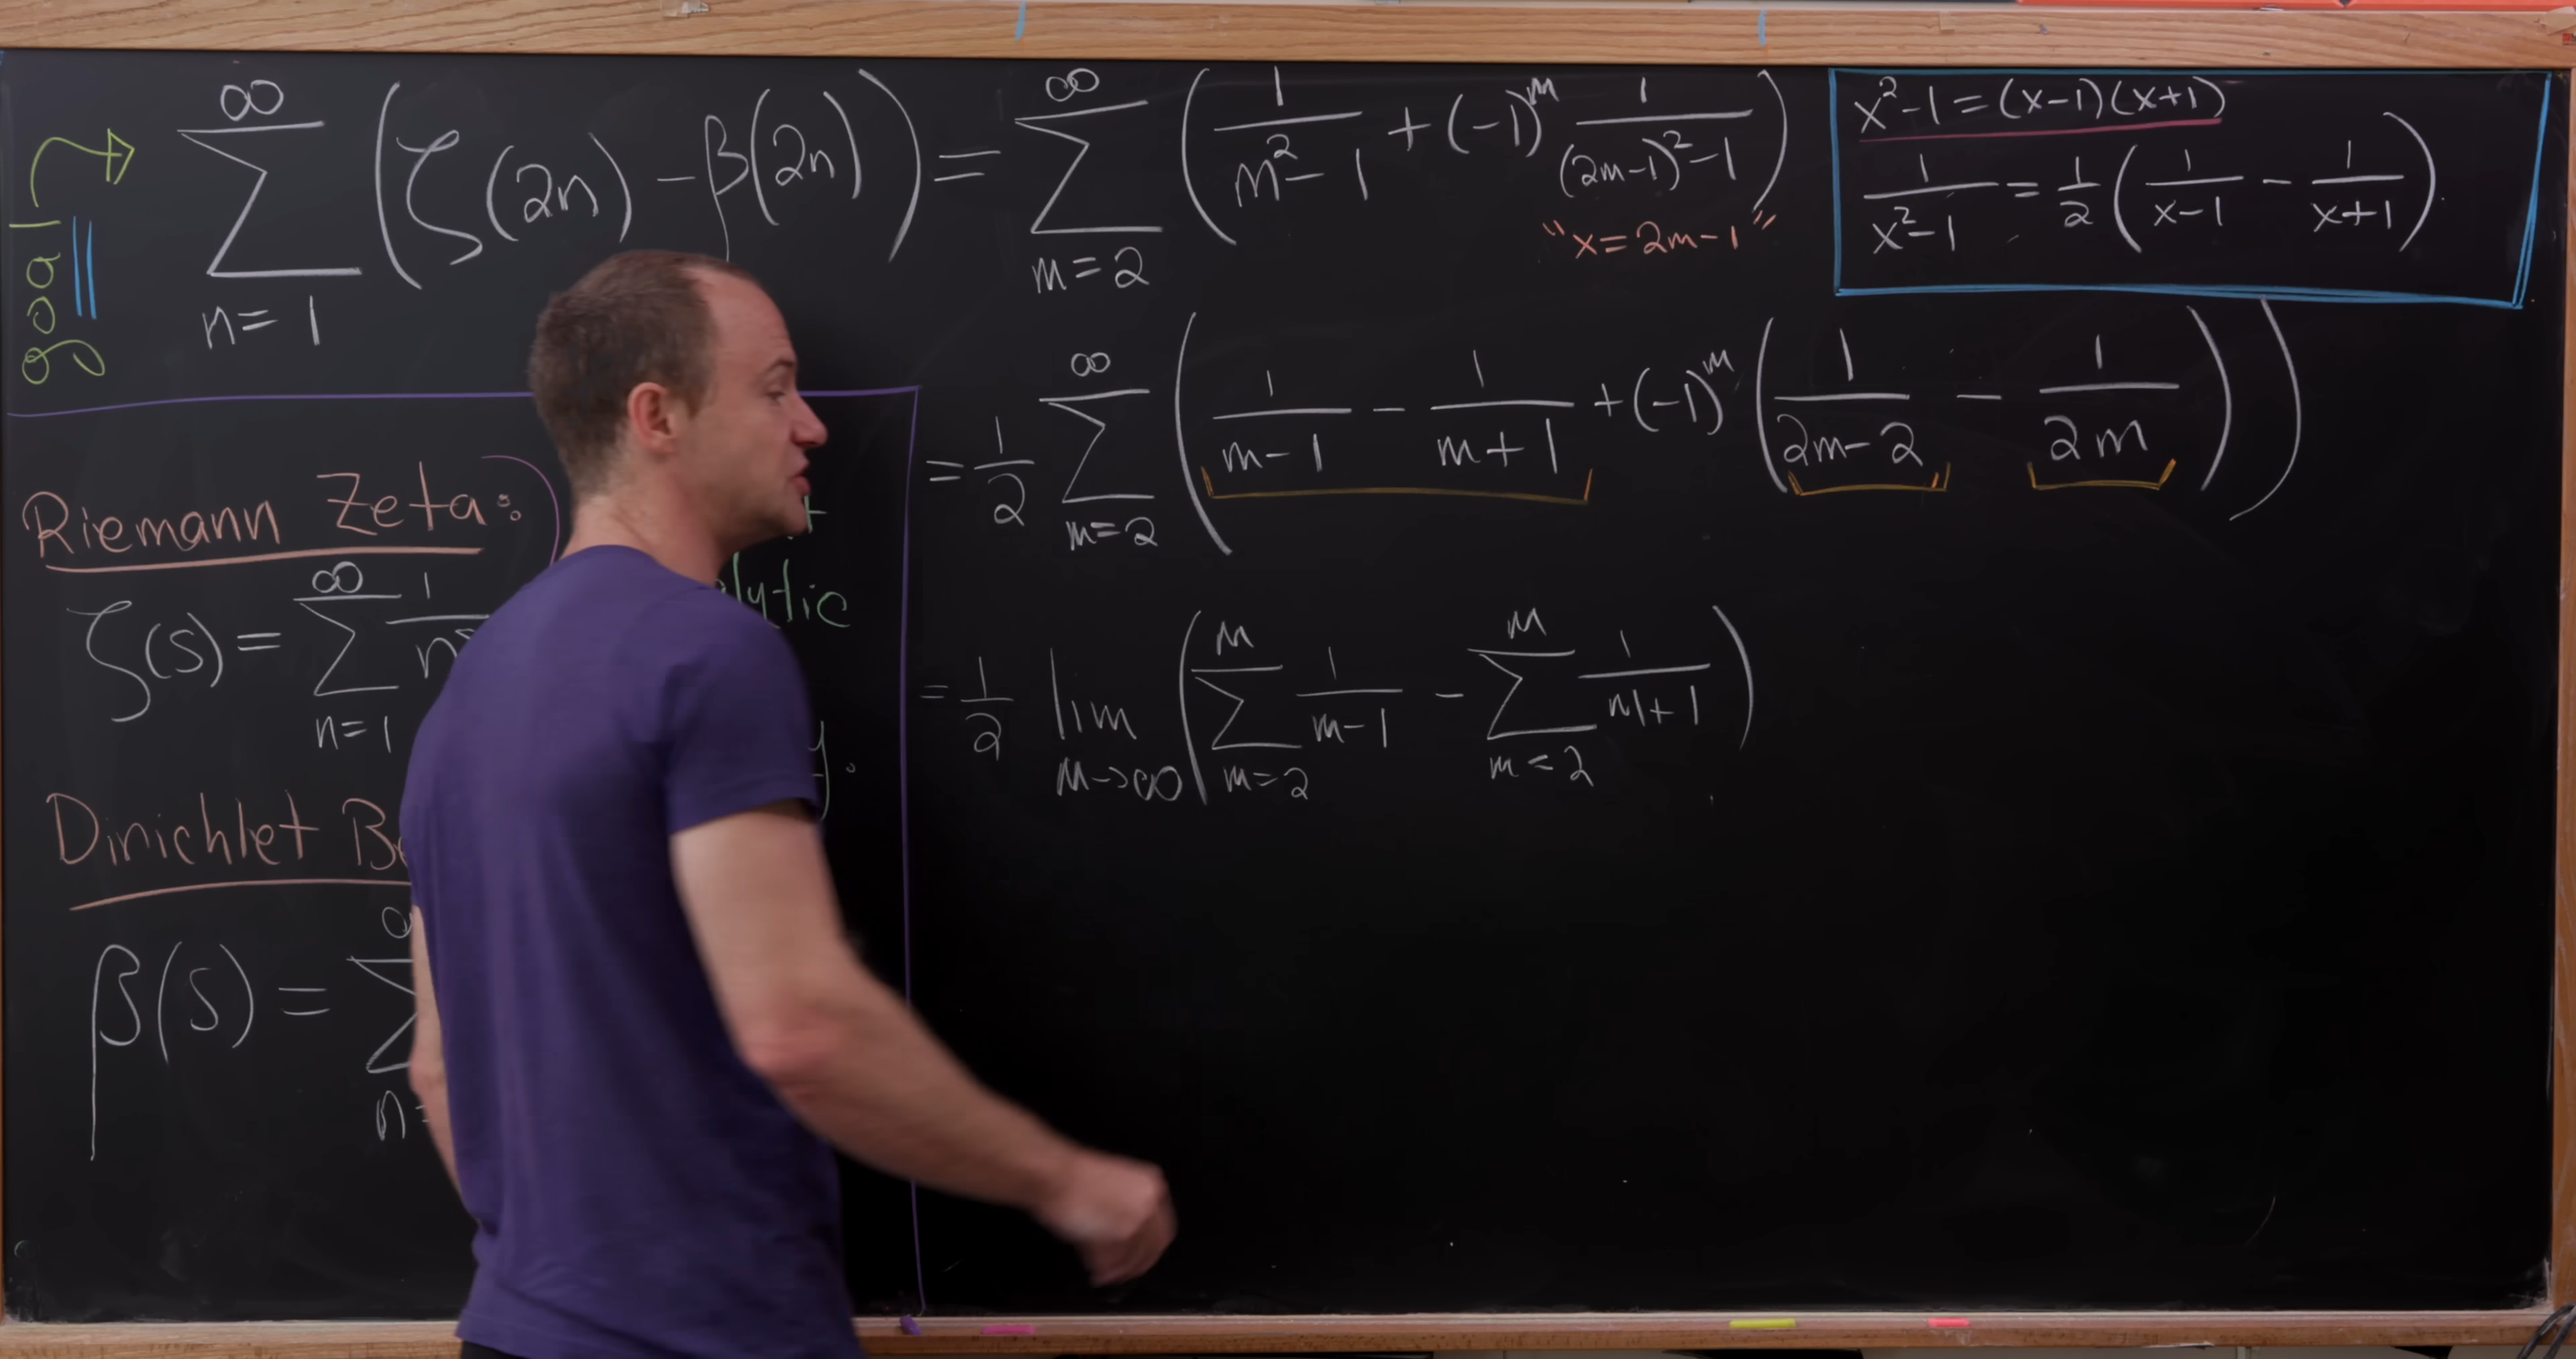 goal
∞ ∑ n=1 (ζ(2n) − β(2n)) = ∞ ∑ m=2 (1/(m²−1) + (−1)^m 1/((2m−1)²−1))
"x=2m−1"
x²−1=(x−1)(x+1)
1/(x²−1) = 1/2 (1/(x−1) − 1/(x+1)).
= 1/2 ∞ ∑ m=2 (1/(m−1) − 1/(m+1) + (−1)^m (1/(2m−2) − 1/(2m)))
= 1/2 lim M→∞ (M ∑ m=2 1/(m−1) − M ∑ m=2 1/(m+1))
Riemann Zeta:
ζ(s) = ∞ ∑ n=1 1/n
Dirichlet
β(s) = ∑